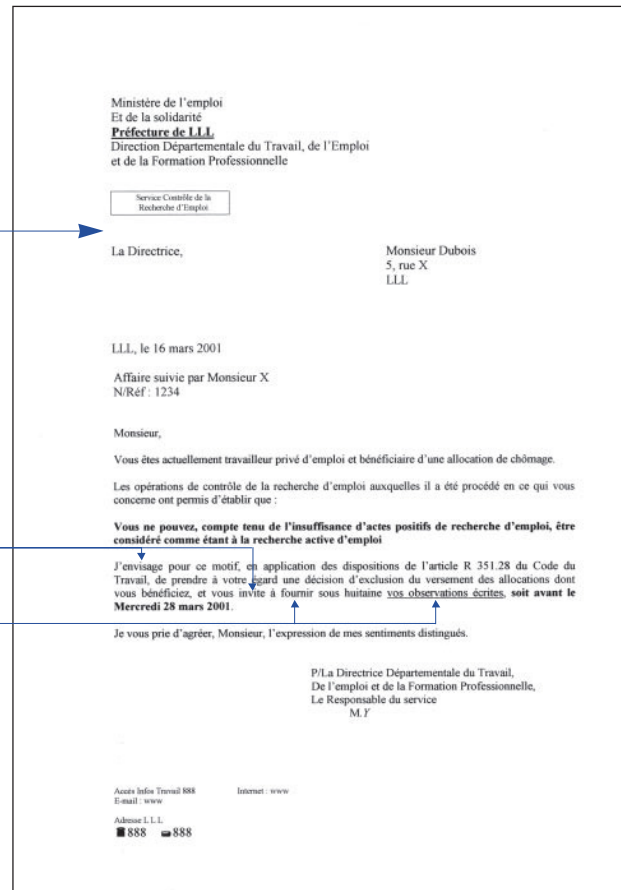 Ministère de l'emploi
Et de la solidarité
Préfecture de LLL
Direction Départementale du Travail, de l'Emploi
et de la Formation Professionnelle
Service Contrôle de la
Recherche d'Emploi
La Directrice,
Monsieur Dubois
5, rue X
LLL
LLL, le 16 mars 2001
Affaire suivie par Monsieur X
N/Réf : 1234
Monsieur,
Vous êtes actuellement travailleur privé d'emploi et bénéficiaire d'une allocation de chômage.
Les opérations de contrôle de la recherche d'emploi auxquelles il a été procédé en ce qui vous
concerne ont permis d'établir que :
Vous ne pouvez, compte tenu de l'insuffisance d'actes positifs de recherche d'emploi, être
considéré comme étant à la recherche active d'emploi
J'envisage pour ce motif, en application des dispositions de l'article R 351.28 du Code du
Travail, de prendre à votre égard une décision d'exclusion du versement des allocations dont
vous bénéficiez, et vous invite à fournir sous huitaine vos observations écrites, soit avant le
Mercredi 28 mars 2001.
Je vous prie d'agréer, Monsieur, l'expression de mes sentiments distingués.
P/La Directrice Départementale du Travail,
De l'emploi et de la Formation Professionnelle,
Le Responsable du service
M.Y
Accès Infos Travail 888 Internet : www
E-mail : www
Adresse L L L
888 888